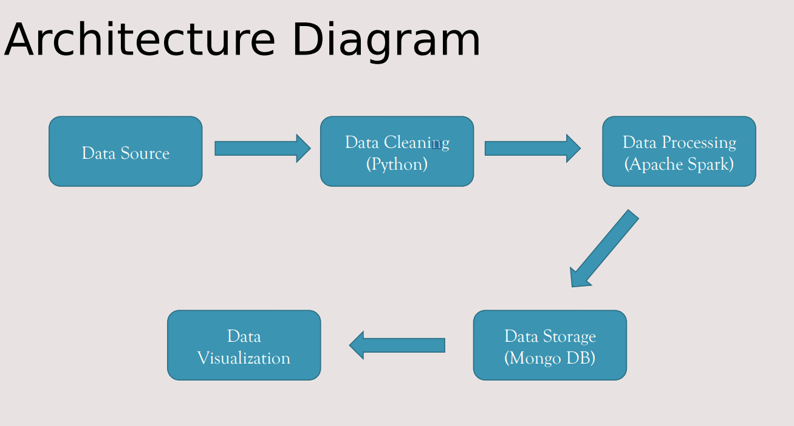 Architecture Diagram
Data Source
Data Cleaning
(Python)
Data Processing
(Apache Spark)
Data
Visualization
Data Storage
(Mongo DB)